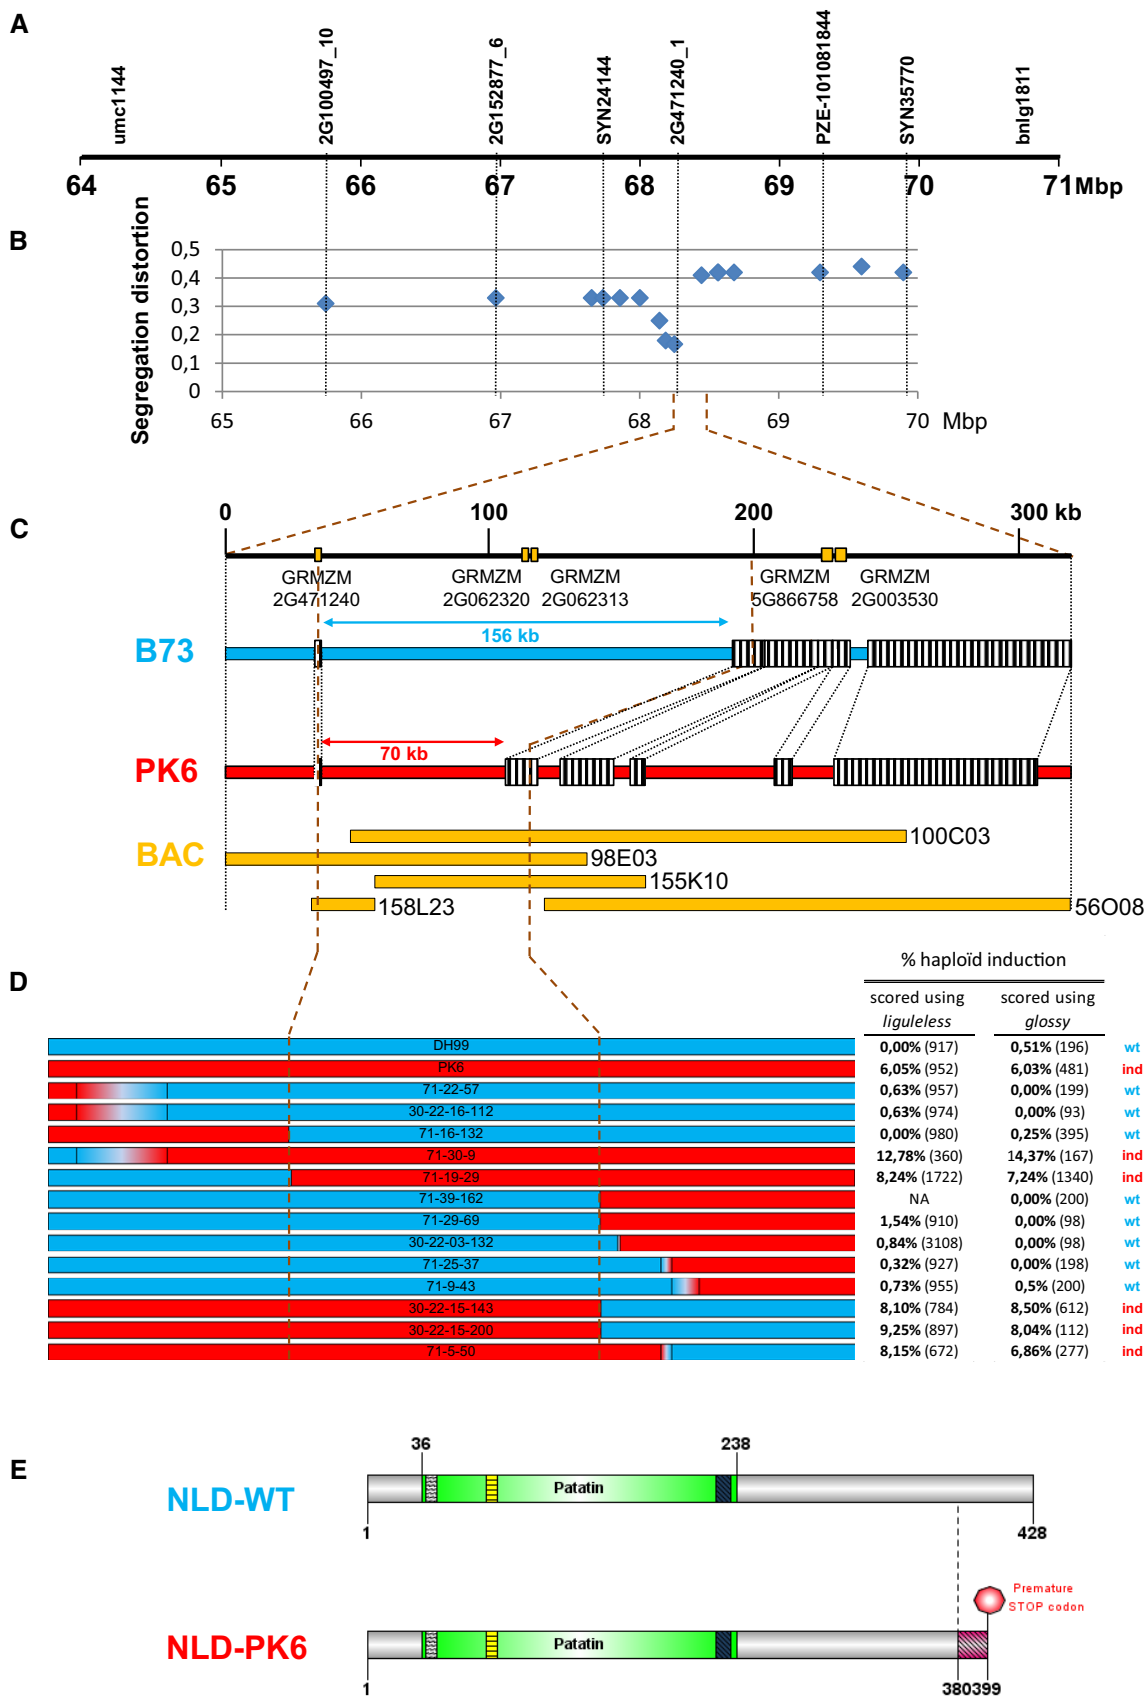 A
umc1144
2G100497_10
2G152877_6
SYN24144
2G471240_1
PZE-101081844
SYN35770
bnlg1811
64 65 66 67 68 69 70 71 Mbp
B
Segregation distortion
0,5
0,4
0,3
0,2
0,1
0
65 66 67 68 69 70 Mbp
C
0 100 200 300 kb
GRMZM 2G471240
GRMZM 2G062320
GRMZM 2G062313
GRMZM 5G866758
GRMZM 2G003530
156 kb
B73
70 kb
PK6
BAC
100C03
98E03
155K10
158L23
56O08
D
% haploïd induction
scored using liguleless
scored using glossy
DH99 0,00% (917) 0,51% (196) wt
PK6 6,05% (952) 6,03% (481) ind
71-22-57 0,63% (957) 0,00% (199) wt
30-22-16-112 0,63% (974) 0,00% (93) wt
71-16-132 0,00% (980) 0,25% (395) wt
71-30-9 12,78% (360) 14,37% (167) ind
71-19-29 8,24% (1722) 7,24% (1340) ind
71-39-162 NA 0,00% (200) wt
71-29-69 1,54% (910) 0,00% (98) wt
30-22-03-132 0,84% (3108) 0,00% (98) wt
71-25-37 0,32% (927) 0,00% (198) wt
71-9-43 0,73% (955) 0,5% (200) wt
30-22-15-143 8,10% (784) 8,50% (612) ind
30-22-15-200 9,25% (897) 8,04% (112) ind
71-5-50 8,15% (672) 6,86% (277) ind
E
36 238
NLD-WT
Patatin
1 428
Premature
STOP codon
NLD-PK6
Patatin
1 380 399